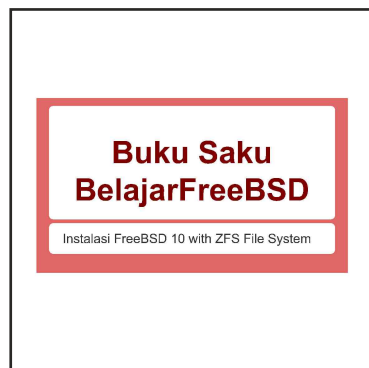 Buku Saku
BelajarFreeBSD
Instalasi FreeBSD 10 with ZFS File System